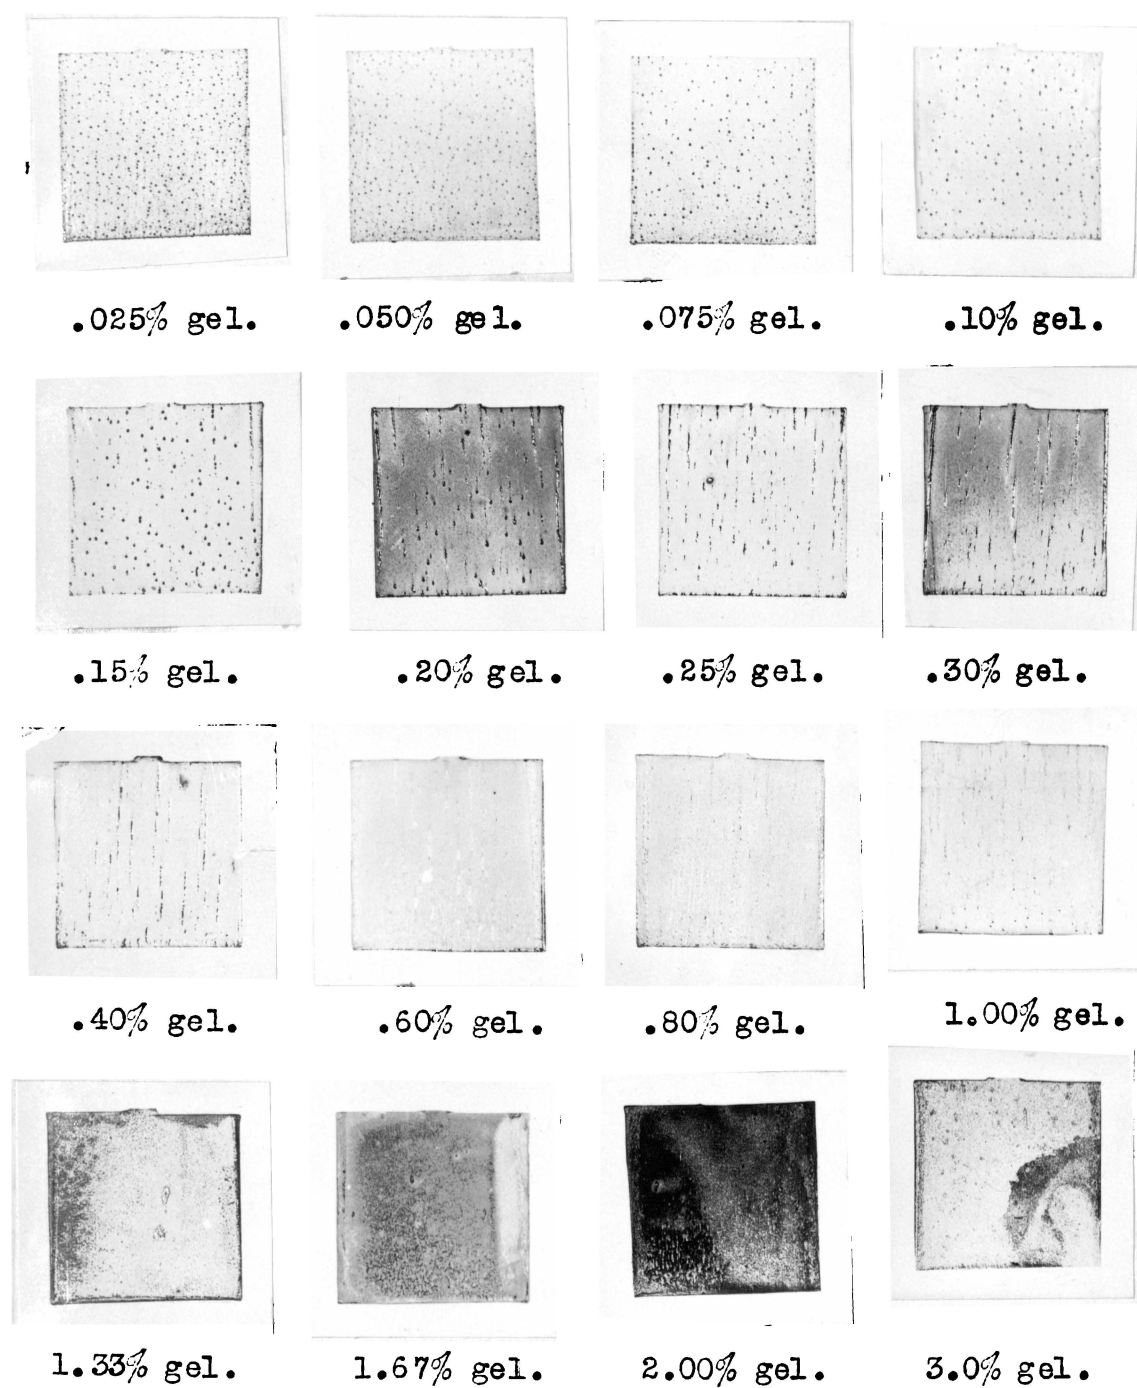 .025% gel. .050% gel. .075% gel. .10% gel.
.15% gel. .20% gel. .25% gel. .30% gel.
.40% gel. .60% gel. .80% gel. 1.00% gel.
1.33% gel. 1.67% gel. 2.00% gel. 3.0% gel.